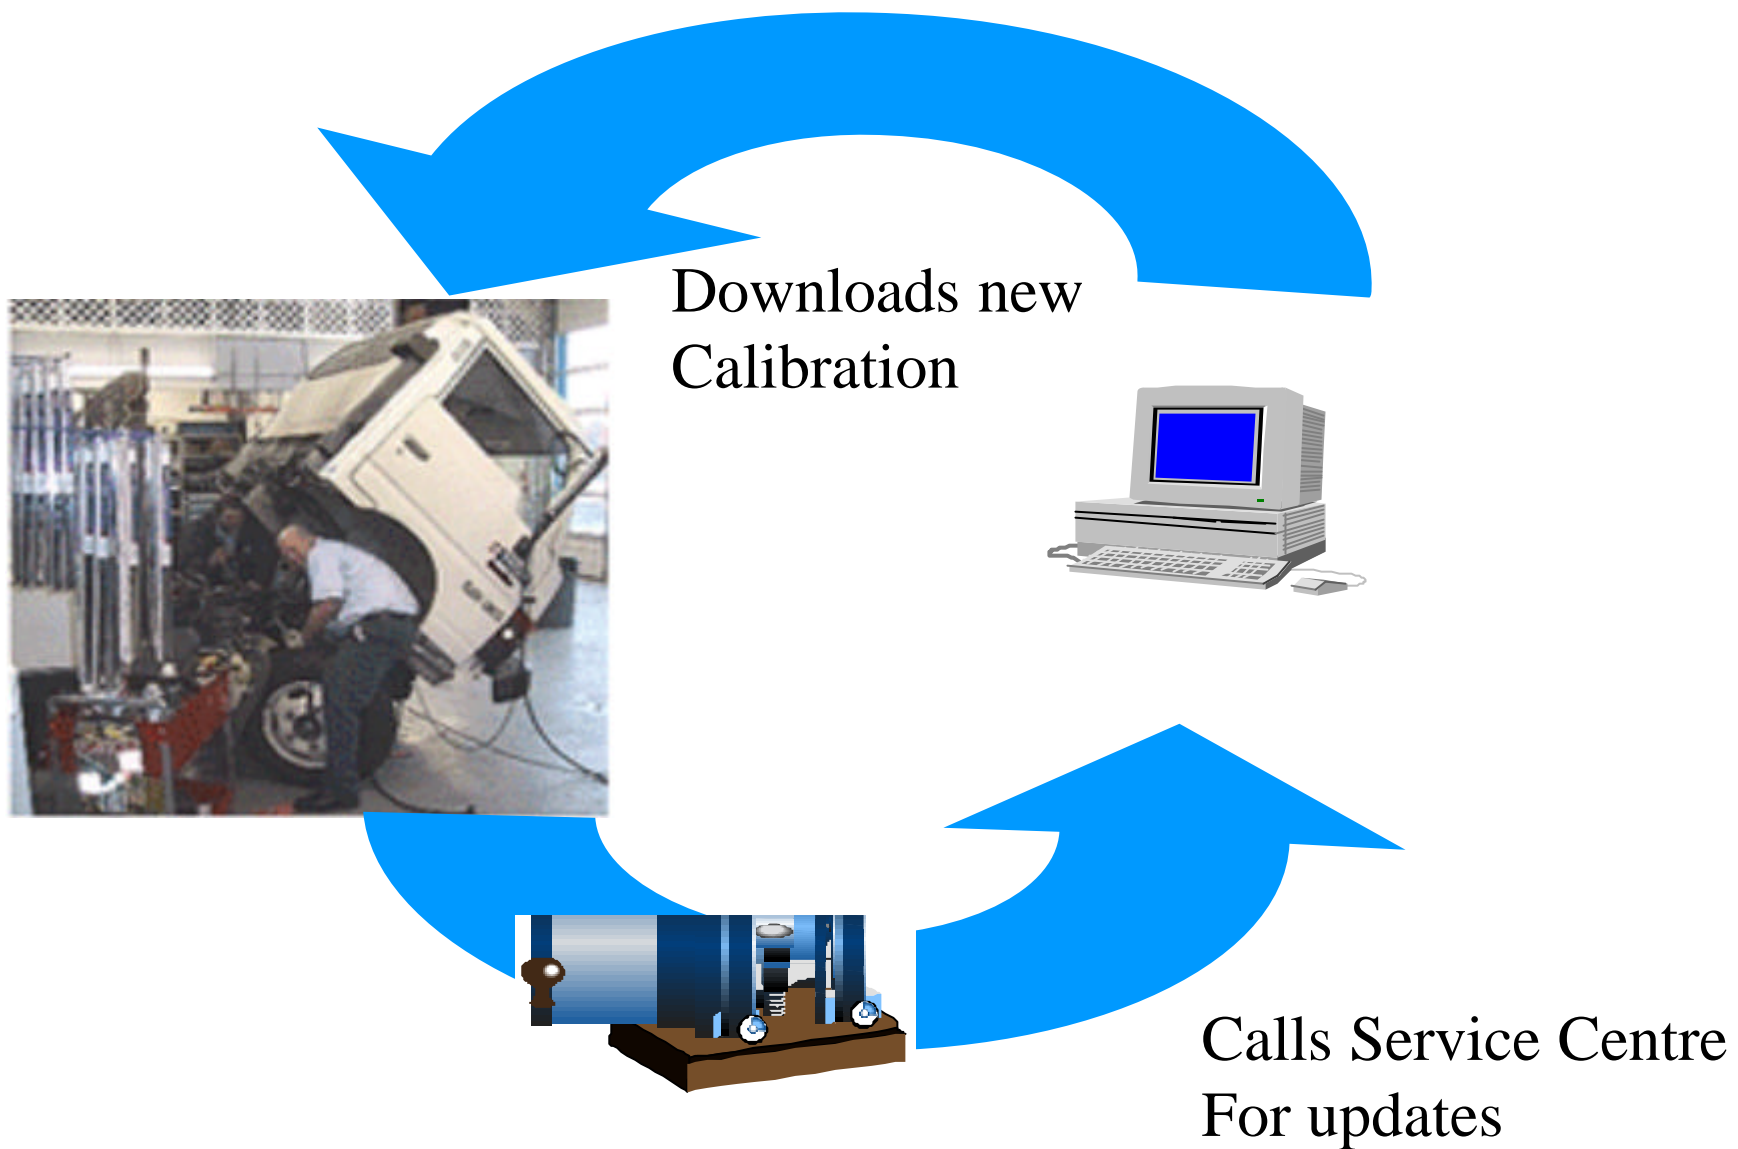 Downloads new
Calibration
Calls Service Centre
For updates